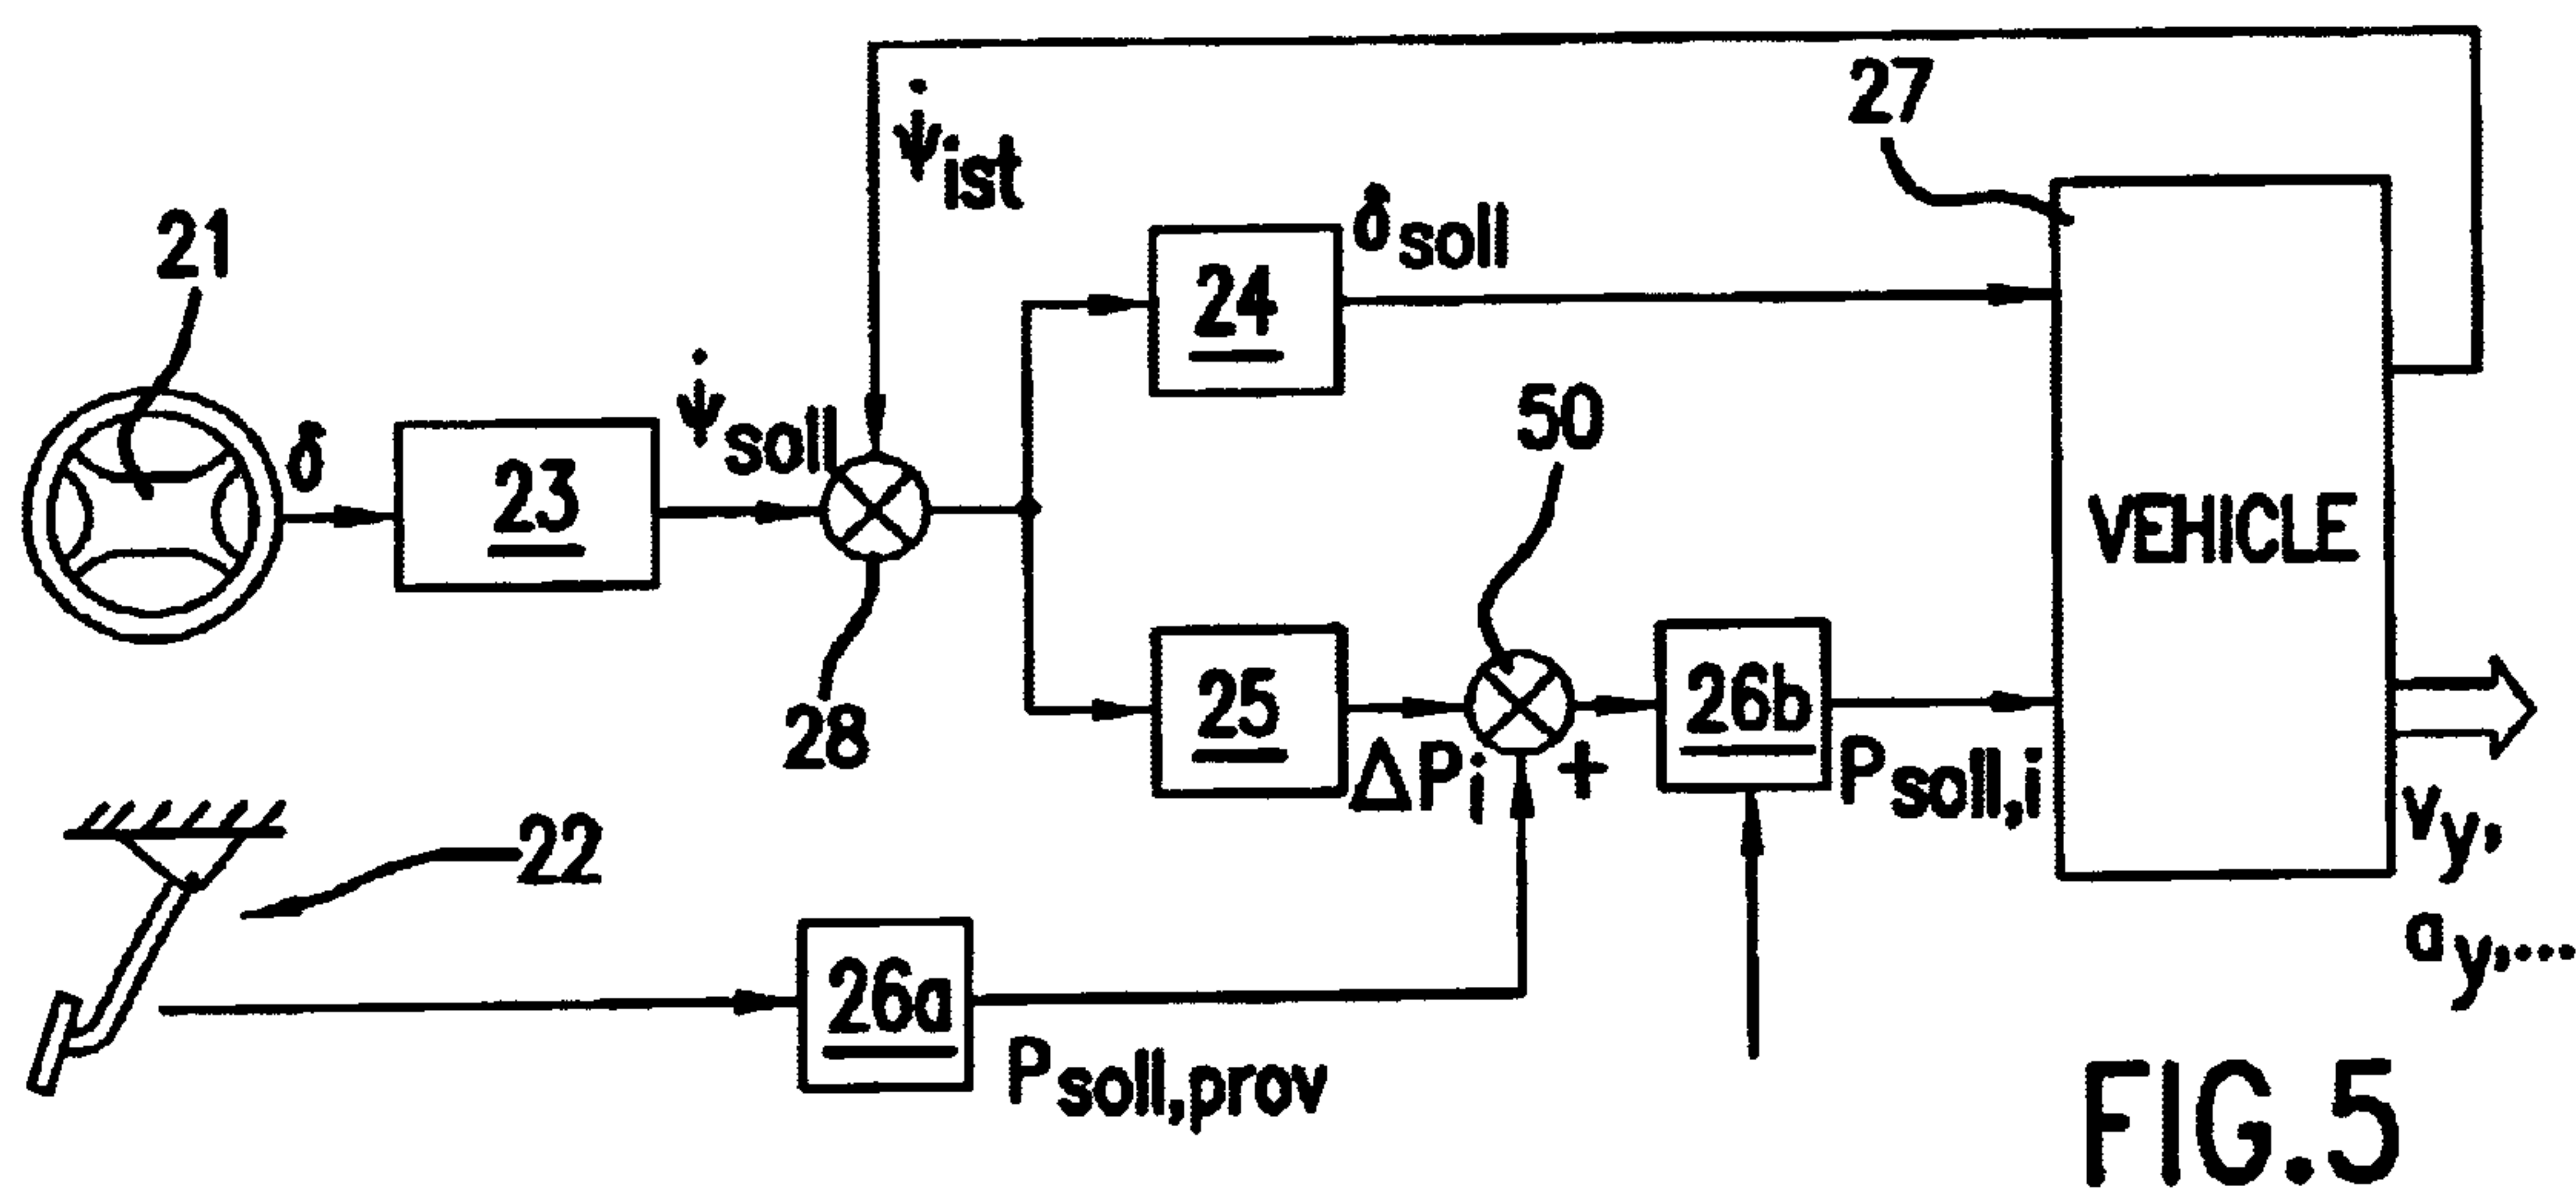 ψ̇ist
27
21
δsoll
24
δ
ψ̇soll
23
50
VEHICLE
28
25
26b
ΔPi
+
Psoll,i
22
vy,
ay,...
26a
Psoll,prov
FIG.5